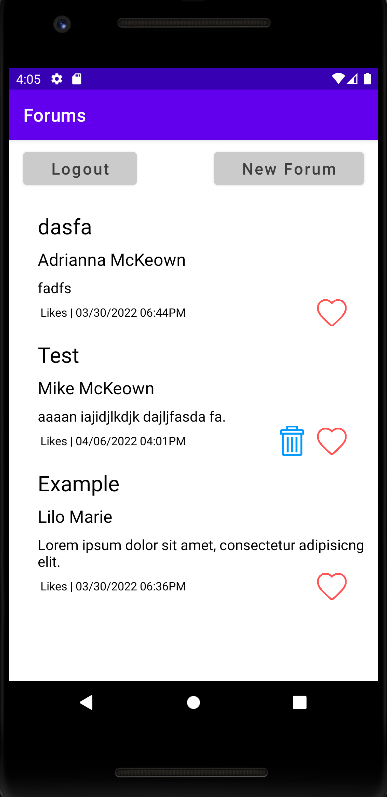 4:05
Forums
Logout
New Forum
dasfa
Adrianna McKeown
fadfs
Likes | 03/30/2022 06:44PM
Test
Mike McKeown
aaaan iajidjlkdjk dajljfasda fa.
Likes | 04/06/2022 04:01PM
Example
Lilo Marie
Lorem ipsum dolor sit amet, consectetur adipisicng
elit.
Likes | 03/30/2022 06:36PM